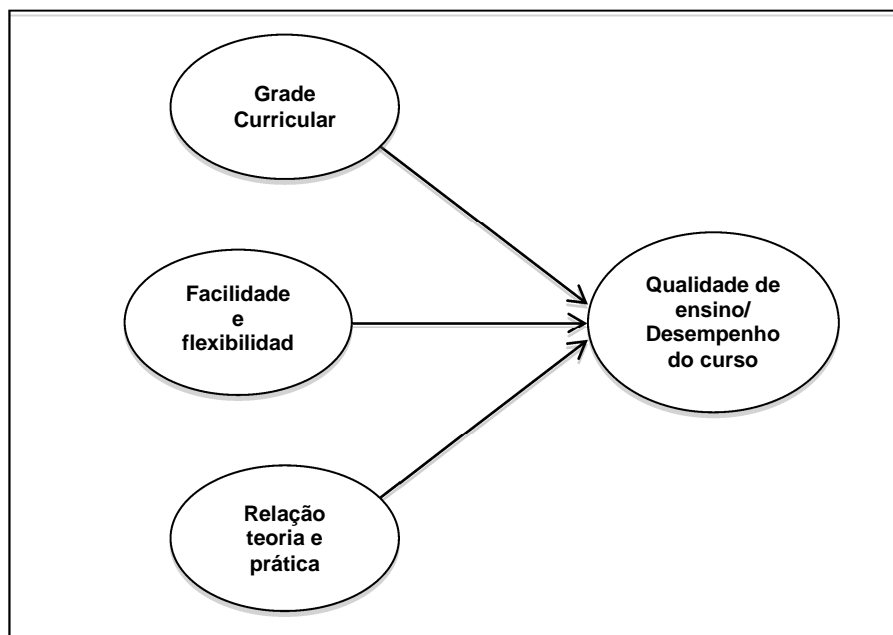 Grade
Curricular
Facilidade
e
flexibilidad
Qualidade de
ensino/
Desempenho
do curso
Relação
teoria e
prática